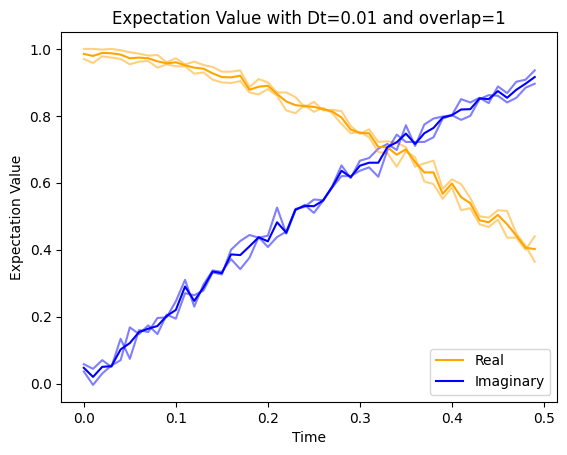 Expectation Value with Dt=0.01 and overlap=1
Expectation Value
1.0
0.8
0.6
0.4
0.2
0.0
Real
Imaginary
0.0 0.1 0.2 0.3 0.4 0.5
Time